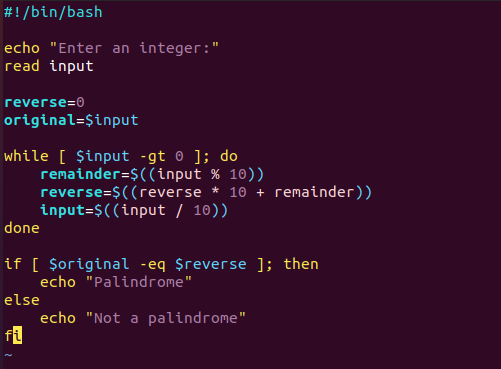 #!/bin/bash

echo "Enter an integer:"
read input

reverse=0
original=$input

while [ $input -gt 0 ]; do
    remainder=$((input % 10))
    reverse=$((reverse * 10 + remainder))
    input=$((input / 10))
done

if [ $original -eq $reverse ]; then
    echo "Palindrome"
else
    echo "Not a palindrome"
fi
~